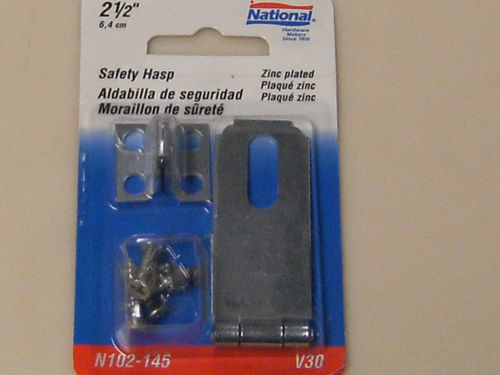 2½"
6,4 cm
National
Hardware
Makers
Since 1901
Safety Hasp
Aldabilla de seguridad
Moraillon de sûreté
Zinc plated
Plaqué zinc
Plaqué zinc
N102-145
V30